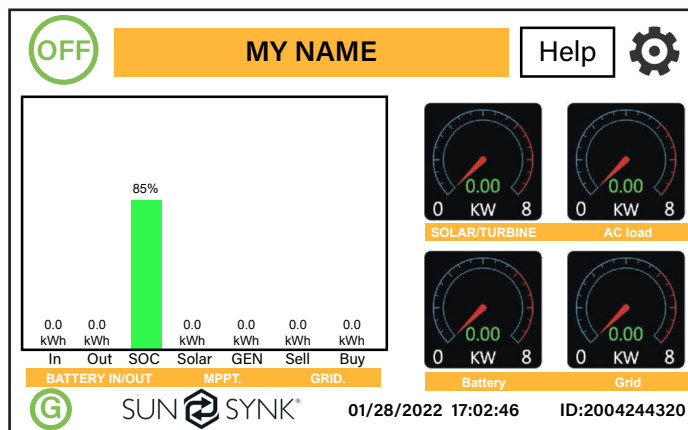 OFF
MY NAME
Help
85%
0.0 0.0 0.0 0.0 0.0 0.0
kWh kWh kWh kWh kWh kWh
In Out SOC Solar GEN Sell Buy
BATTERY IN/OUT MPPT. GRID.
0.00
0 KW 8
SOLAR/TURBINE
0.00
0 KW 8
AC load
0.00
0 KW 8
Battery
0.00
0 KW 8
Grid
G
SUN SYNK®
01/28/2022 17:02:46
ID:2004244320